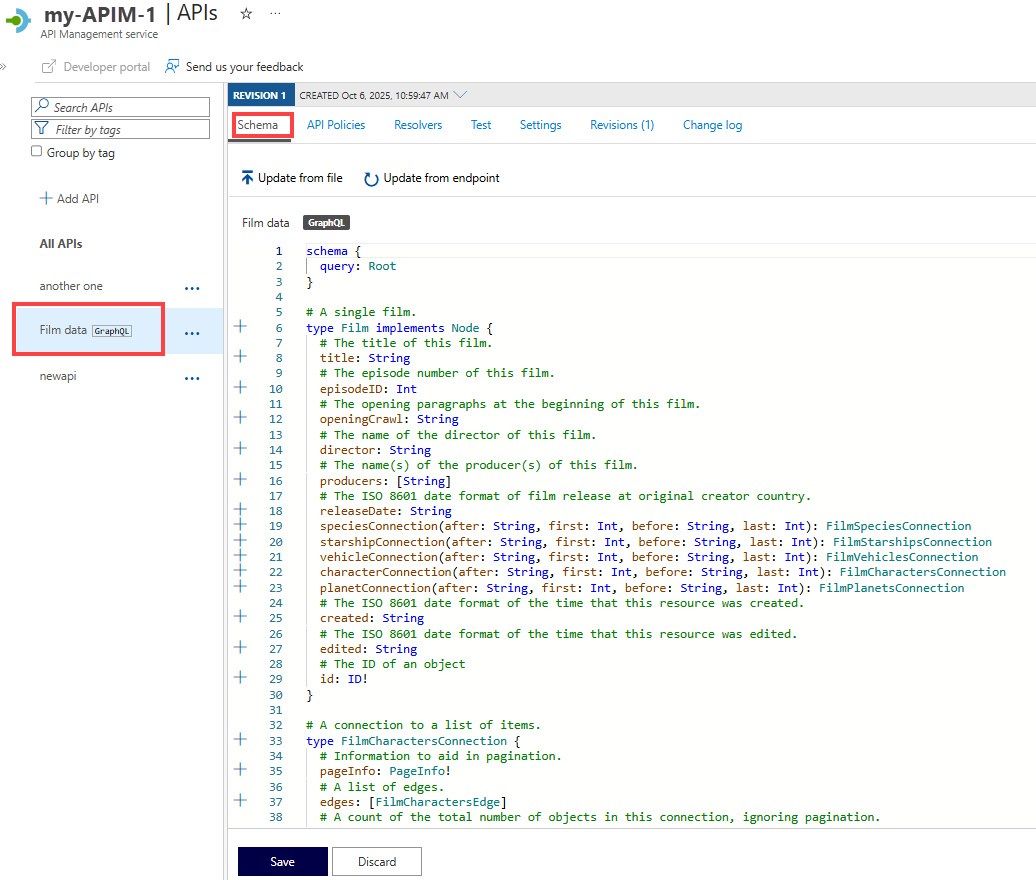 my-APIM-1 | APIs
API Management service
Developer portal
Send us your feedback
Search APIs
Filter by tags
Group by tag
Add API
All APIs
another one
Film data GraphQL
newapi
REVISION 1 CREATED Oct 6, 2025, 10:59:47 AM
Schema API Policies Resolvers Test Settings Revisions (1) Change log
Update from file Update from endpoint
Film data GraphQL
1 schema {
2 query: Root
3 }
4
5 # A single film.
6 type Film implements Node {
7 # The title of this film.
8 title: String
9 # The episode number of this film.
10 episodeID: Int
11 # The opening paragraphs at the beginning of this film.
12 openingCrawl: String
13 # The name of the director of this film.
14 director: String
15 # The name(s) of the producer(s) of this film.
16 producers: [String]
17 # The ISO 8601 date format of film release at original creator country.
18 releaseDate: String
19 speciesConnection(after: String, first: Int, before: String, last: Int): FilmSpeciesConnection
20 starshipConnection(after: String, first: Int, before: String, last: Int): FilmStarshipsConnection
21 vehicleConnection(after: String, first: Int, before: String, last: Int): FilmVehiclesConnection
22 characterConnection(after: String, first: Int, before: String, last: Int): FilmCharactersConnection
23 planetConnection(after: String, first: Int, before: String, last: Int): FilmPlanetsConnection
24 # The ISO 8601 date format of the time that this resource was created.
25 created: String
26 # The ISO 8601 date format of the time that this resource was edited.
27 edited: String
28 # The ID of an object
29 id: ID!
30 }
31
32 # A connection to a list of items.
33 type FilmCharactersConnection {
34 # Information to aid in pagination.
35 pageInfo: PageInfo!
36 # A list of edges.
37 edges: [FilmCharactersEdge]
38 # A count of the total number of objects in this connection, ignoring pagination.
Save Discard